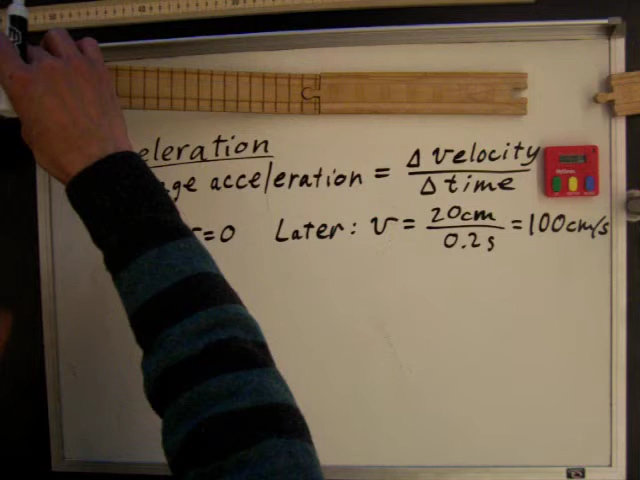 eleration
ge acceleration = Δ velocity / Δ time
=0 Later: v = 20cm / 0.2s = 100cm/s